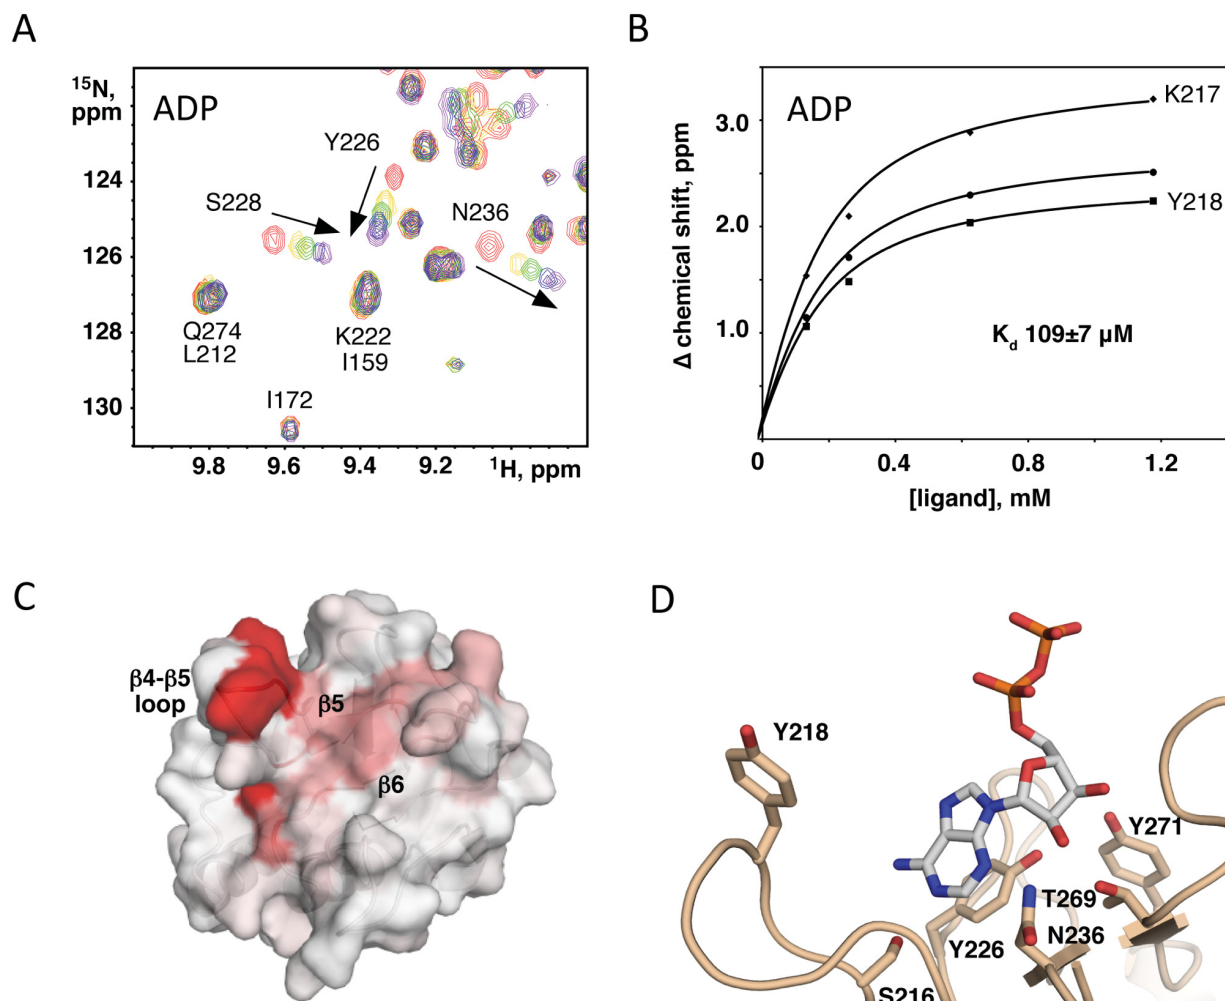 A
¹⁵N,
ppm
ADP
Y226
S228
N236
Q274
L212
K222
I159
I172
124
126
128
130
9.8
9.6
9.4
9.2
¹H, ppm
B
ADP
K217
Y218
K_d 109±7 µM
Δ chemical shift, ppm
3.0
2.0
1.0
0
0.4
0.8
1.2
[ligand], mM
C
β4-β5
loop
β5
β6
D
Y218
Y271
T269
N236
Y226
S216